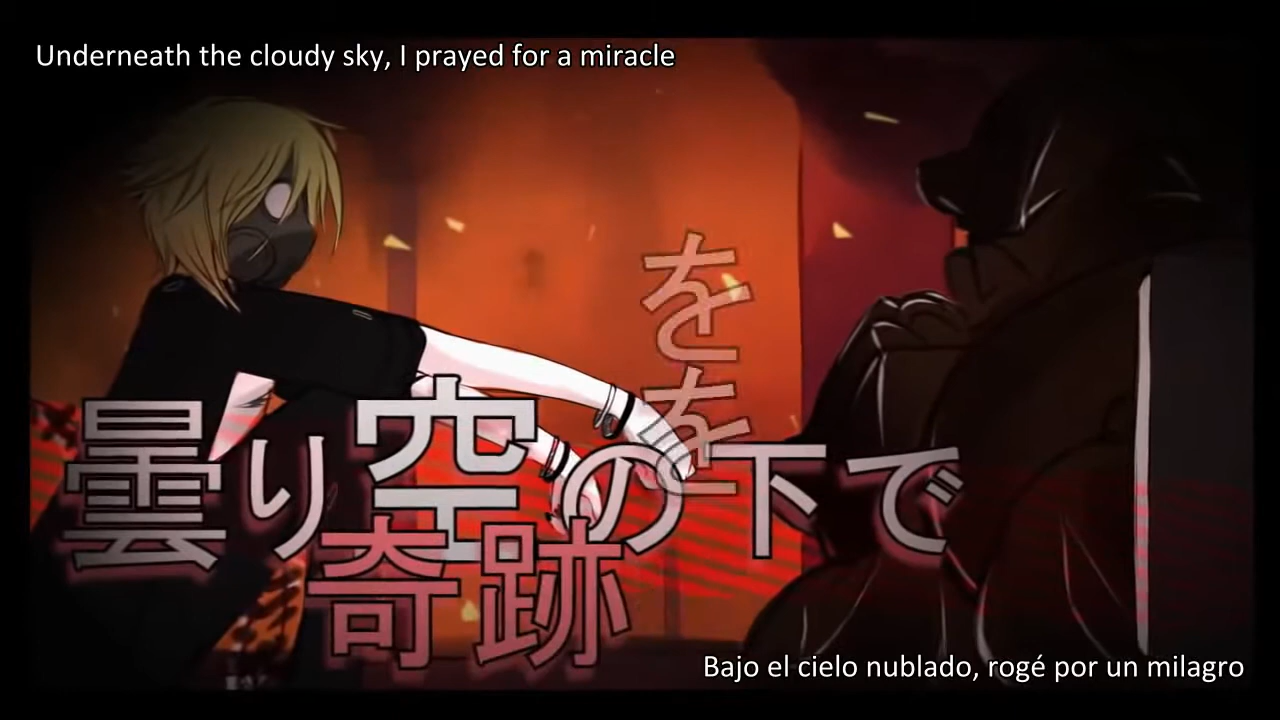 Underneath the cloudy sky, I prayed for a miracle
をを
曇り空の下で
奇跡
Bajo el cielo nublado, rogé por un milagro